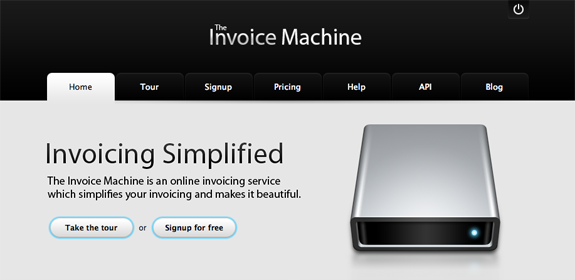 The
Invoice Machine
Home Tour Signup Pricing Help API Blog
Invoicing Simplified
The Invoice Machine is an online invoicing service
which simplifies your invoicing and makes it beautiful.
Take the tour or Signup for free